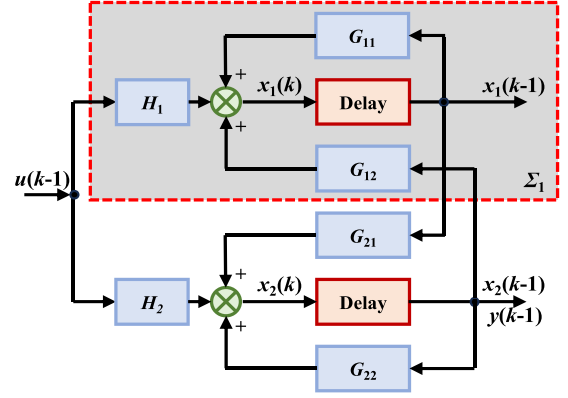 G₁₁
+
x₁(k)
x₁(k-1)
H₁
Delay
+
u(k-1)
G₁₂
Σ₁
G₂₁
+
x₂(k)
x₂(k-1)
H₂
Delay
y(k-1)
+
G₂₂